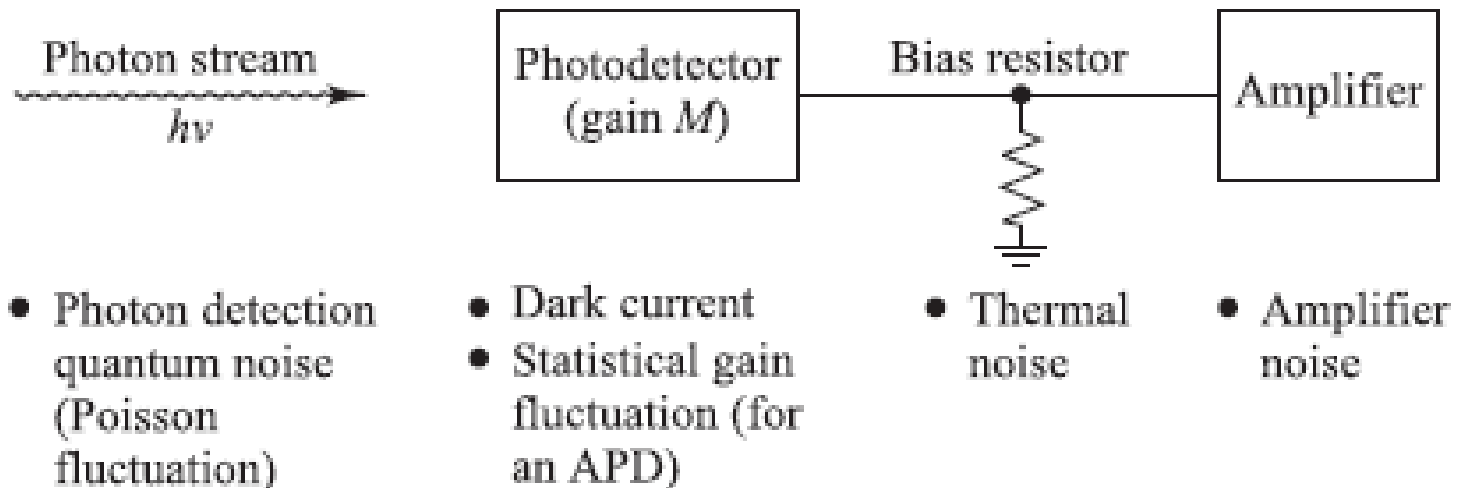 Photon stream
hν
Photodetector
(gain M)
Bias resistor
Amplifier
• Photon detection
quantum noise
(Poisson
fluctuation)
• Dark current
• Statistical gain
fluctuation (for
an APD)
• Thermal
noise
• Amplifier
noise